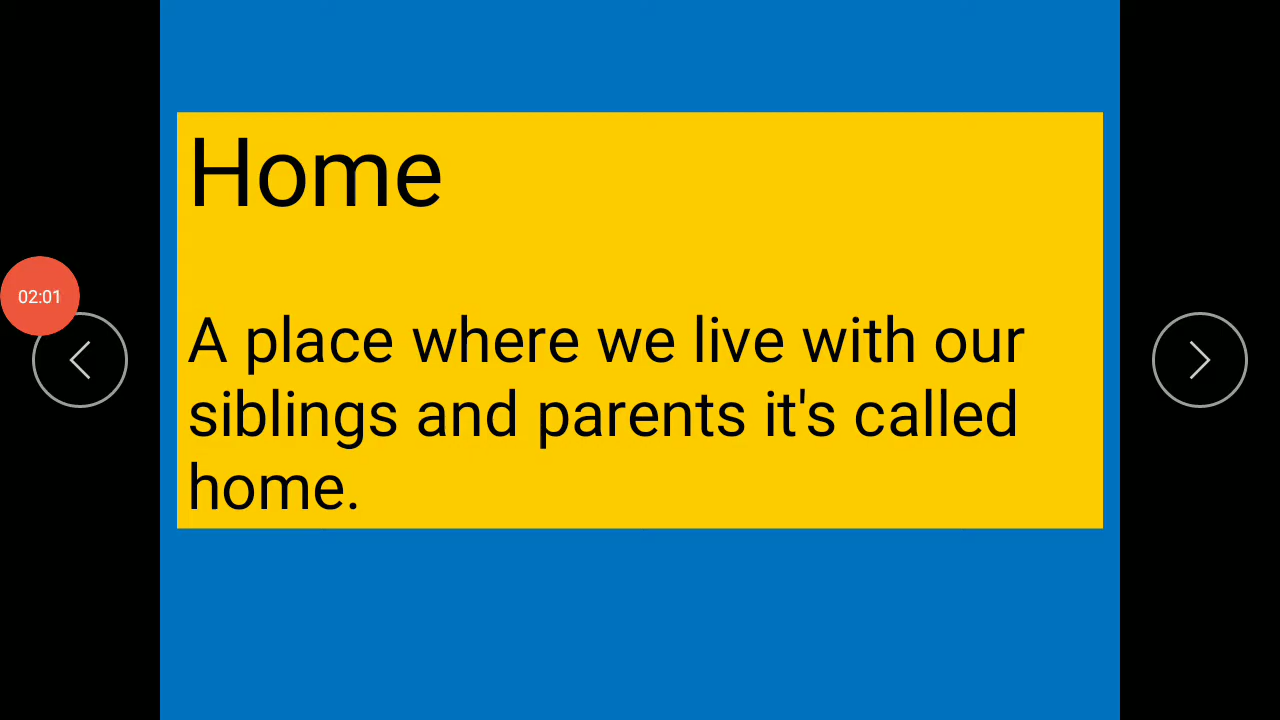 Home
02:01
A place where we live with our
siblings and parents it's called
home.